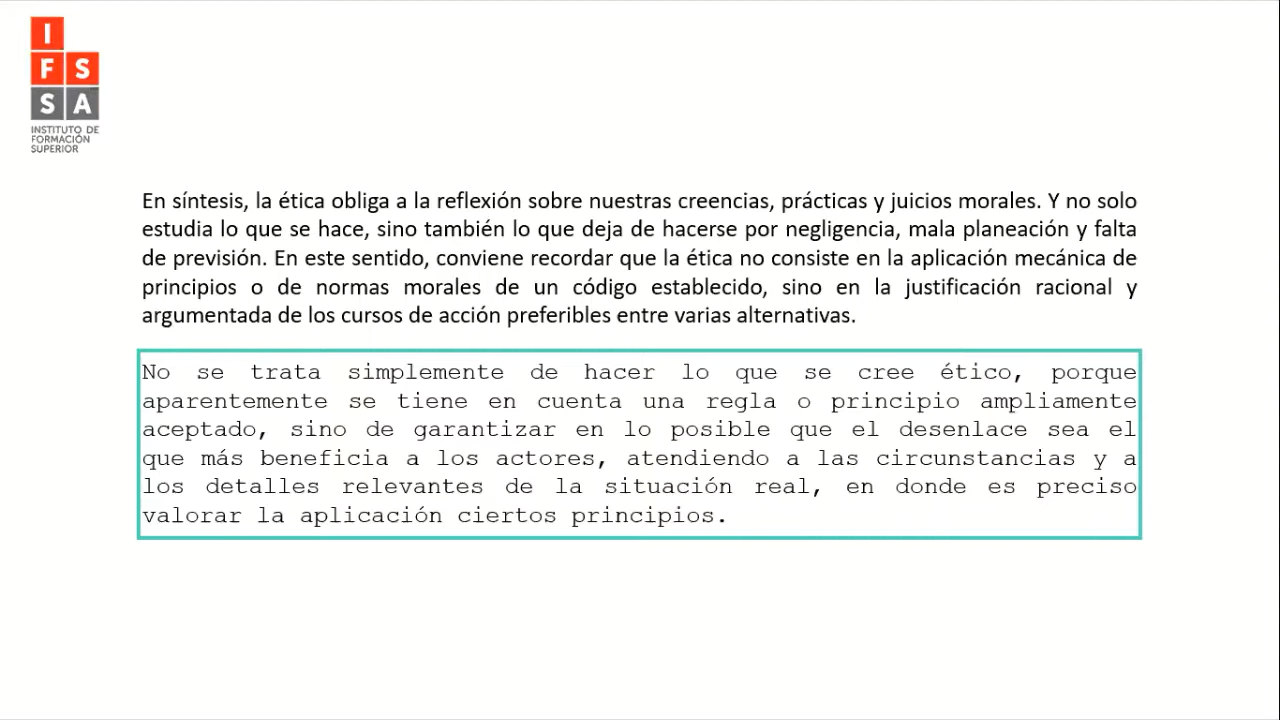 I
F S
S A
INSTITUTO DE
FORMACIÓN
SUPERIOR
En síntesis, la ética obliga a la reflexión sobre nuestras creencias, prácticas y juicios morales. Y no solo
estudia lo que se hace, sino también lo que deja de hacerse por negligencia, mala planeación y falta
de previsión. En este sentido, conviene recordar que la ética no consiste en la aplicación mecánica de
principios o de normas morales de un código establecido, sino en la justificación racional y
argumentada de los cursos de acción preferibles entre varias alternativas.
No se trata simplemente de hacer lo que se cree ético, porque
aparentemente se tiene en cuenta una regla o principio ampliamente
aceptado, sino de garantizar en lo posible que el desenlace sea el
que más beneficia a los actores, atendiendo a las circunstancias y a
los detalles relevantes de la situación real, en donde es preciso
valorar la aplicación ciertos principios.